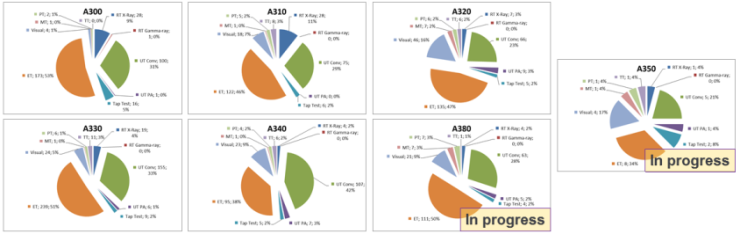 A300
PT; 2; 1%
TT; 0; 0%
RT X-Ray; 28; 9%
MT; 1; 0%
RT Gamma-ray; 1; 0%
Visual; 4; 1%
UT Conv; 100; 31%
UT PA; 1; 0%
ET; 172; 53%
Tap Test; 16; 5%
A310
PT; 5; 2%
TT; 8; 3%
RT X-Ray; 28; 11%
MT; 1; 0%
RT Gamma-ray; 0; 0%
Visual; 18; 7%
UT Conv; 75; 29%
UT PA; 0; 0%
Tap Test; 6; 2%
A320
PT; 6; 2%
TT; 6; 2%
RT X-Ray; 7; 3%
MT; 7; 2%
RT Gamma-ray; 0; 0%
Visual; 46; 16%
UT Conv; 66; 23%
UT PA; 9; 3%
Tap Test; 5; 2%
ET; 135; 47%
A350
PT; 1; 4%
TT; 1; 4%
RT X-Ray; 1; 4%
MT; 1; 4%
RT Gamma-ray; 0; 0%
Visual; 4; 17%
UT Conv; 5; 21%
UT PA; 1; 4%
Tap Test; 2; 8%
ET; 8; 34%
In progress
A330
PT; 6; 1%
TT; 11; 3%
RT X-Ray; 19; 4%
MT; 1; 0%
RT Gamma-ray; 0; 0%
Visual; 24; 5%
UT Conv; 155; 33%
UT PA; 6; 1%
ET; 239; 52%
Tap Test; 9; 2%
A340
MT; 1; 0%
TT; 6; 2%
RT X-Ray; 4; 2%
RT Gamma-ray; 0; 0%
Visual; 23; 9%
UT Conv; 107; 42%
ET; 95; 38%
Tap Test; 5; 2%
UT PA; 7; 3%
A380
PT; 7; 3%
TT; 1; 1%
RT X-Ray; 4; 2%
MT; 7; 3%
RT Gamma-ray; 0; 0%
Visual; 21; 9%
UT Conv; 63; 28%
UT PA; 5; 2%
Tap Test; 4; 2%
ET; 111; 50%
In progress